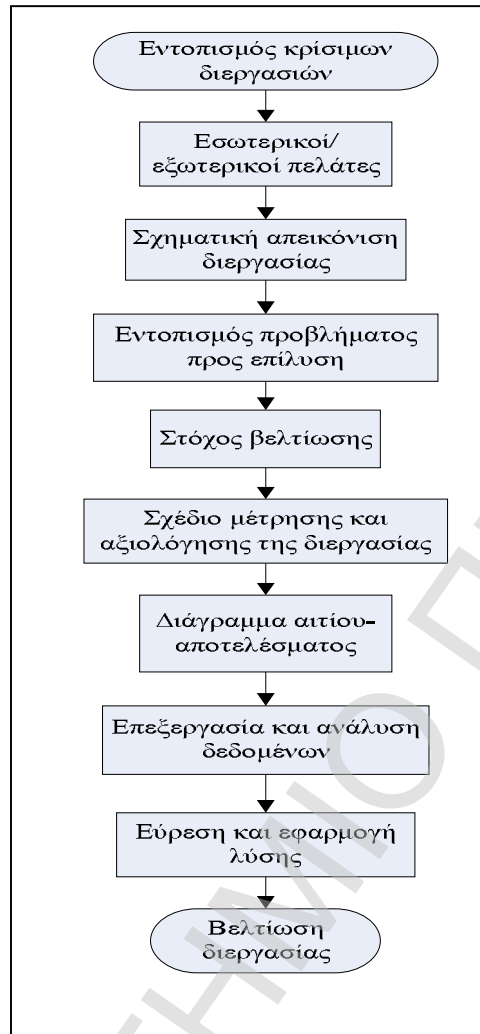 Εντοπισμός κρίσιμων
διεργασιών
Εσωτερικοί/
εξωτερικοί πελάτες
Σχηματική απεικόνιση
διεργασίας
Εντοπισμός προβλήματος
προς επίλυση
Στόχος βελτίωσης
Σχέδιο μέτρησης και
αξιολόγησης της διεργασίας
Διάγραμμα αιτίου-
αποτελέσματος
Επεξεργασία και ανάλυση
δεδομένων
Εύρεση και εφαρμογή
λύσης
Βελτίωση
διεργασίας